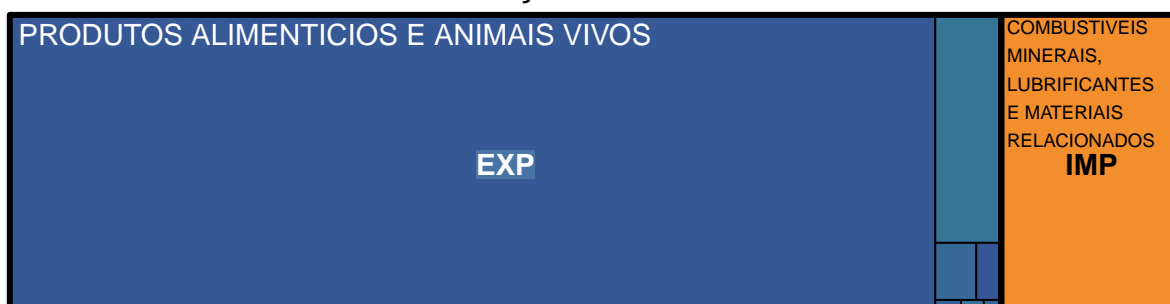 PRODUTOS ALIMENTICIOS E ANIMAIS VIVOS
EXP
COMBUSTIVEIS
MINERAIS,
LUBRIFICANTES
E MATERIAIS
RELACIONADOS
IMP